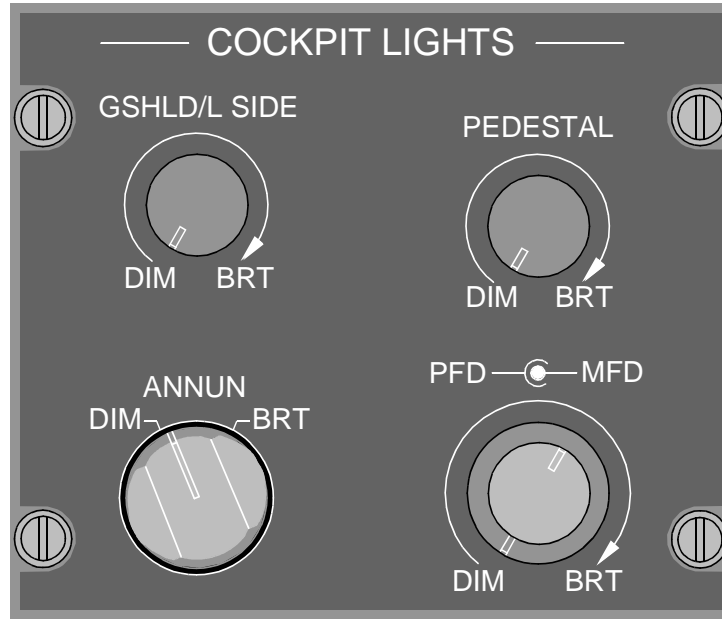 COCKPIT LIGHTS
GSHLD/L SIDE
DIM BRT
PEDESTAL
DIM BRT
ANNUN
DIM BRT
PFD MFD
DIM BRT